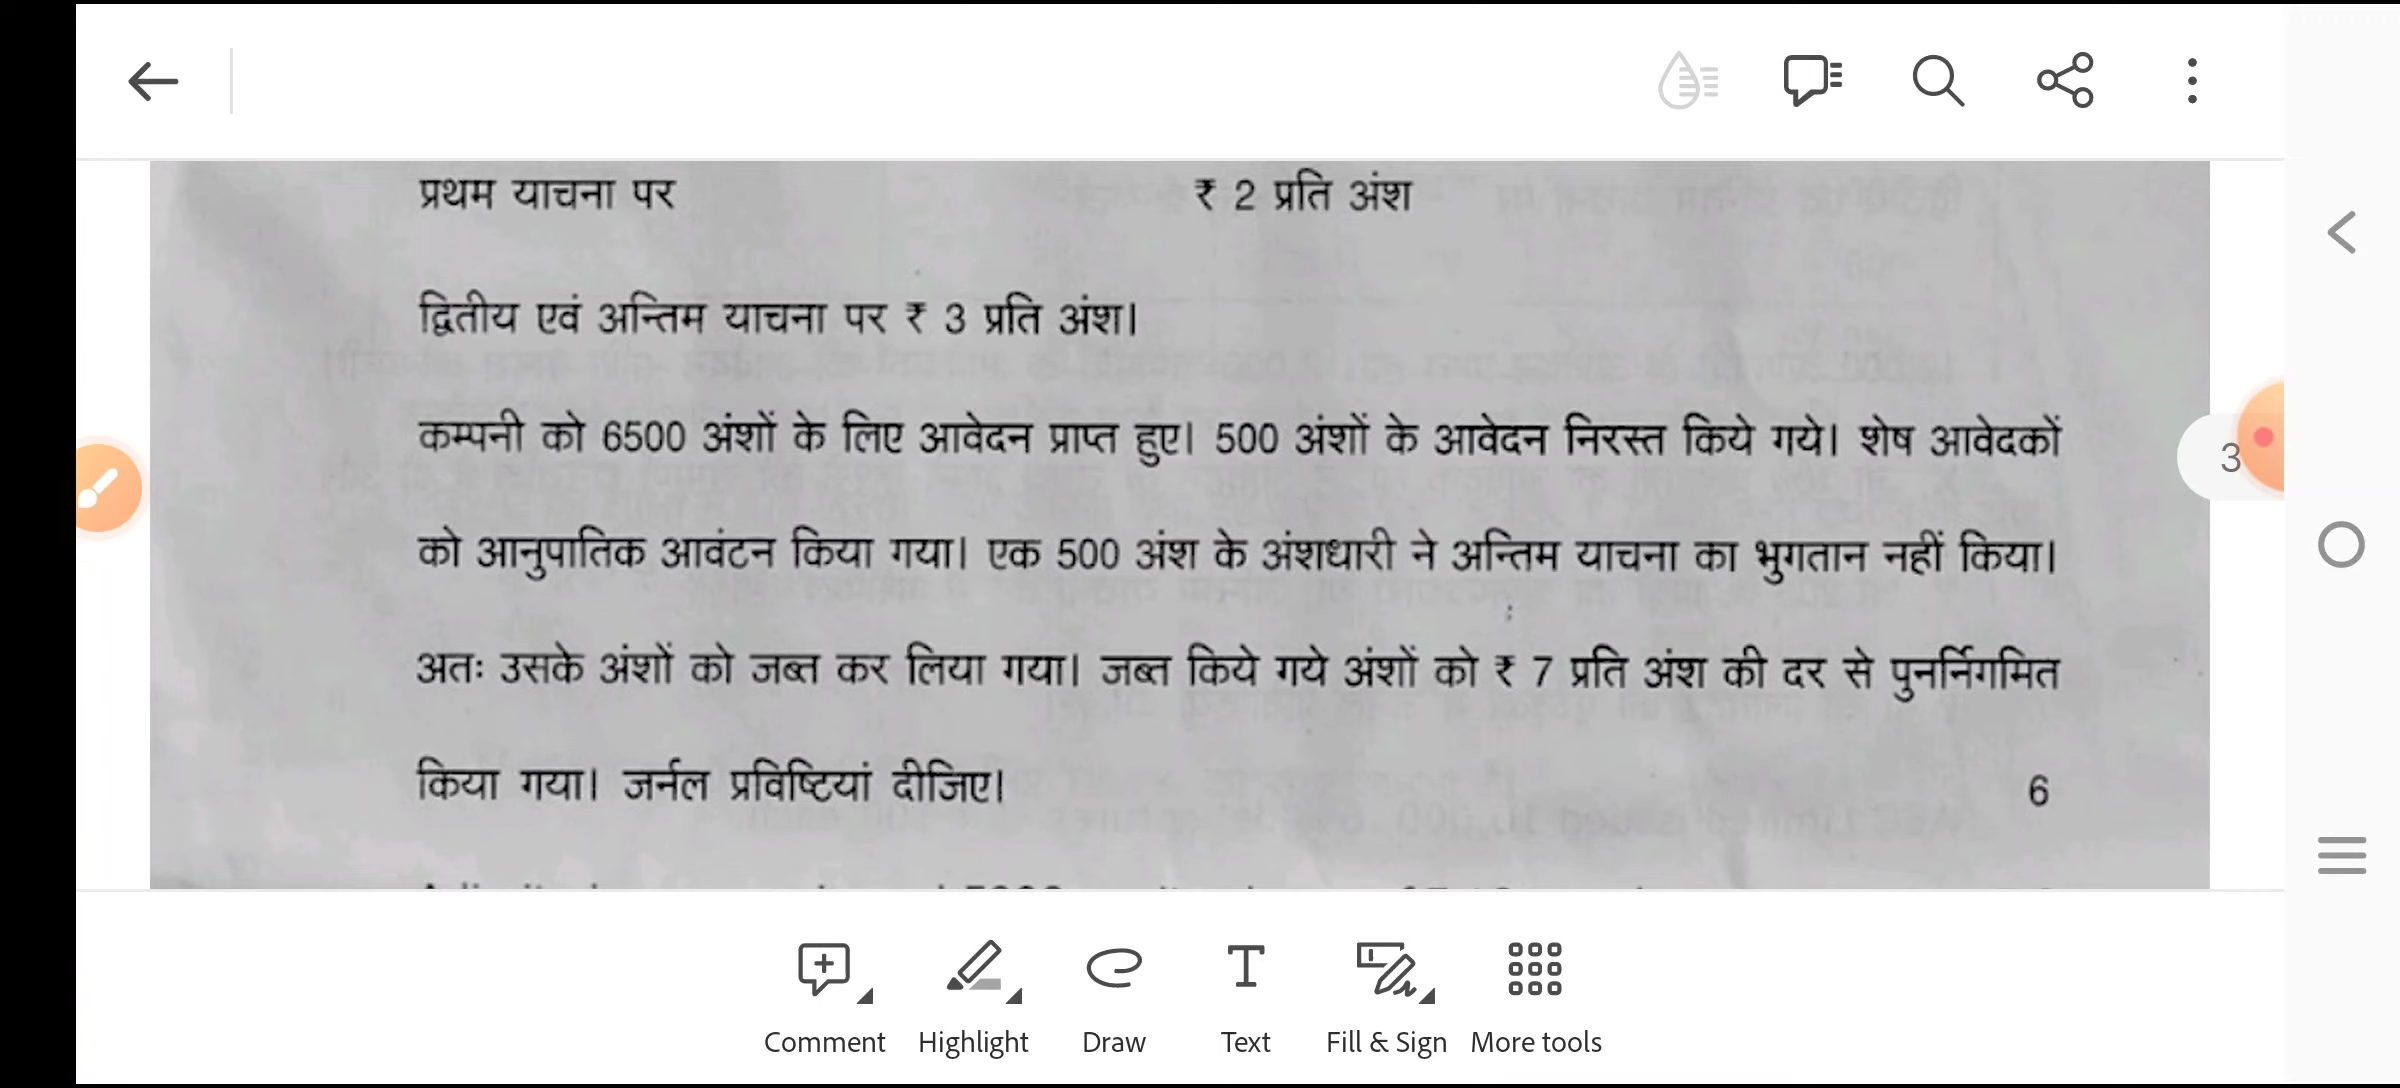 प्रथम याचना पर ₹ 2 प्रति अंश
द्वितीय एवं अन्तिम याचना पर ₹ 3 प्रति अंश।
कम्पनी को 6500 अंशों के लिए आवेदन प्राप्त हुए। 500 अंशों के आवेदन निरस्त किये गये। शेष आवेदकों
3
को आनुपातिक आवंटन किया गया। एक 500 अंश के अंशधारी ने अन्तिम याचना का भुगतान नहीं किया।
अतः उसके अंशों को जब्त कर लिया गया। जब्त किये गये अंशों को ₹ 7 प्रति अंश की दर से पुनर्निगमित
किया गया। जर्नल प्रविष्टियां दीजिए। 6
Comment Highlight Draw Text Fill & Sign More tools